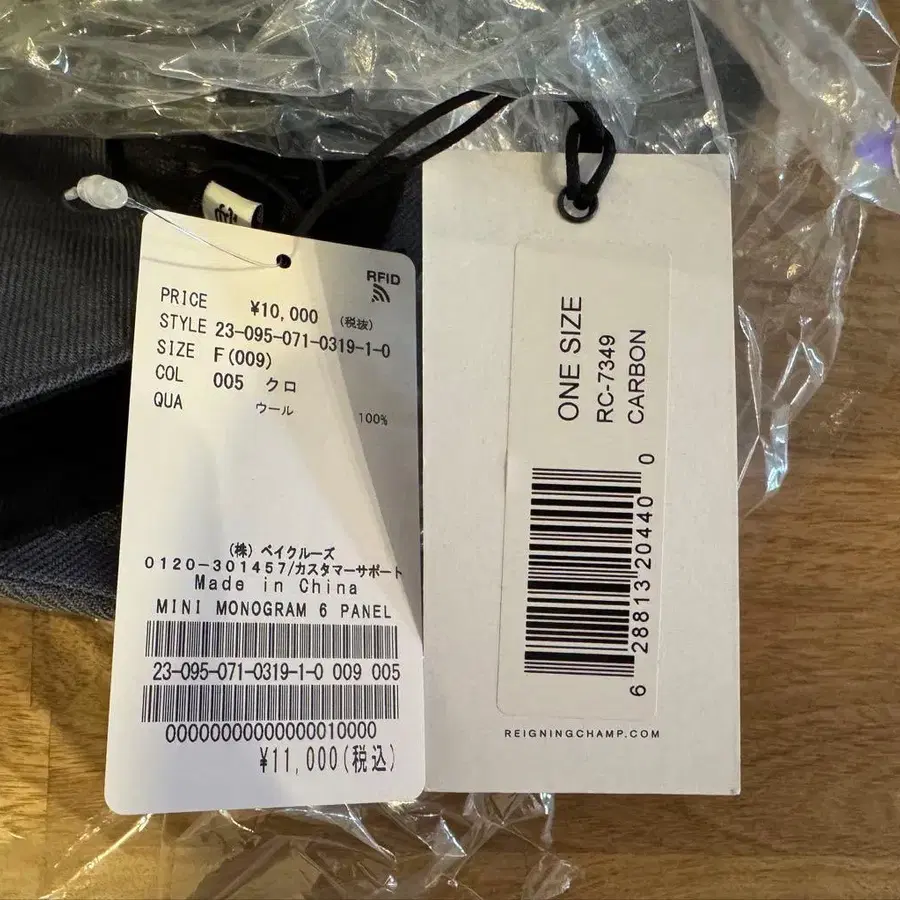 RFID
PRICE ¥10,000 (税抜)
STYLE 23-095-071-0319-1-0
SIZE F(009)
COL 005 クロ
QUA ウール 100%
(株) ベイクルーズ
0120-301457/カスタマーサポート
Made in China
MINI MONOGRAM 6 PANEL
23-095-071-0319-1-0 009 005
00000000000000010000
¥11,000(税込)
ONE SIZE
RC-7349
CARBON
6 28813 20440 0
REIGNINGCHAMP.COM